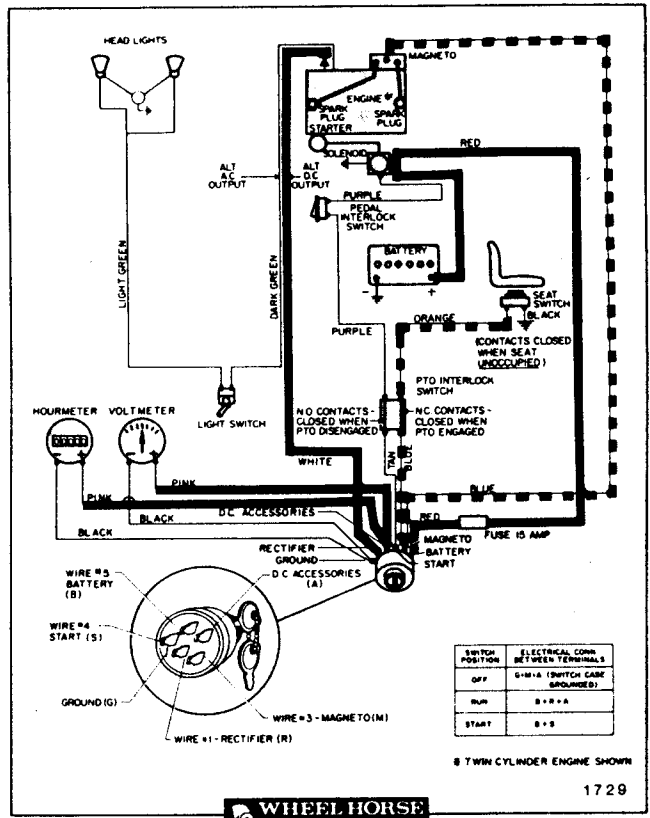 HEAD LIGHTS
MAGNETO
ENGINE *
SPARK PLUG
SPARK PLUG
STARTER
SOLENOID
RED
ALT
A.C
OUTPUT
ALT
D.C
OUTPUT
PURPLE
PEDAL
INTERLOCK
SWITCH
BATTERY
- +
LIGHT GREEN
DARK GREEN
SEAT
SWITCH
BLACK
ORANGE
PURPLE
(CONTACTS CLOSED
WHEN SEAT
UNOCCUPIED)
PTO INTERLOCK
SWITCH
LIGHT SWITCH
HOURMETER
VOLTMETER
- +
- +
N.O CONTACTS -
CLOSED WHEN
PTO DISENGAGED
N.C. CONTACTS -
CLOSED WHEN
PTO ENGAGED
WHITE
TAN
BLUE
PINK
PINK
BLUE
BLACK
BLACK
D.C ACCESSORIES
RED
FUSE 15 AMP
RECTIFIER
GROUND
MAGNETO
BATTERY
START
WIRE #5
BATTERY
(B)
D.C ACCESSORIES
(A)
WIRE #4
START (S)
GROUND (G)
WIRE #3 - MAGNETO (M)
WIRE #1 - RECTIFIER (R)
SWITCH POSITION
ELECTRICAL CONN BETWEEN TERMINALS
OFF
G+M+A (SWITCH CASE GROUNDED)
RUN
B+R+A
START
B+S
* TWIN CYLINDER ENGINE SHOWN
1729
WHEEL HORSE